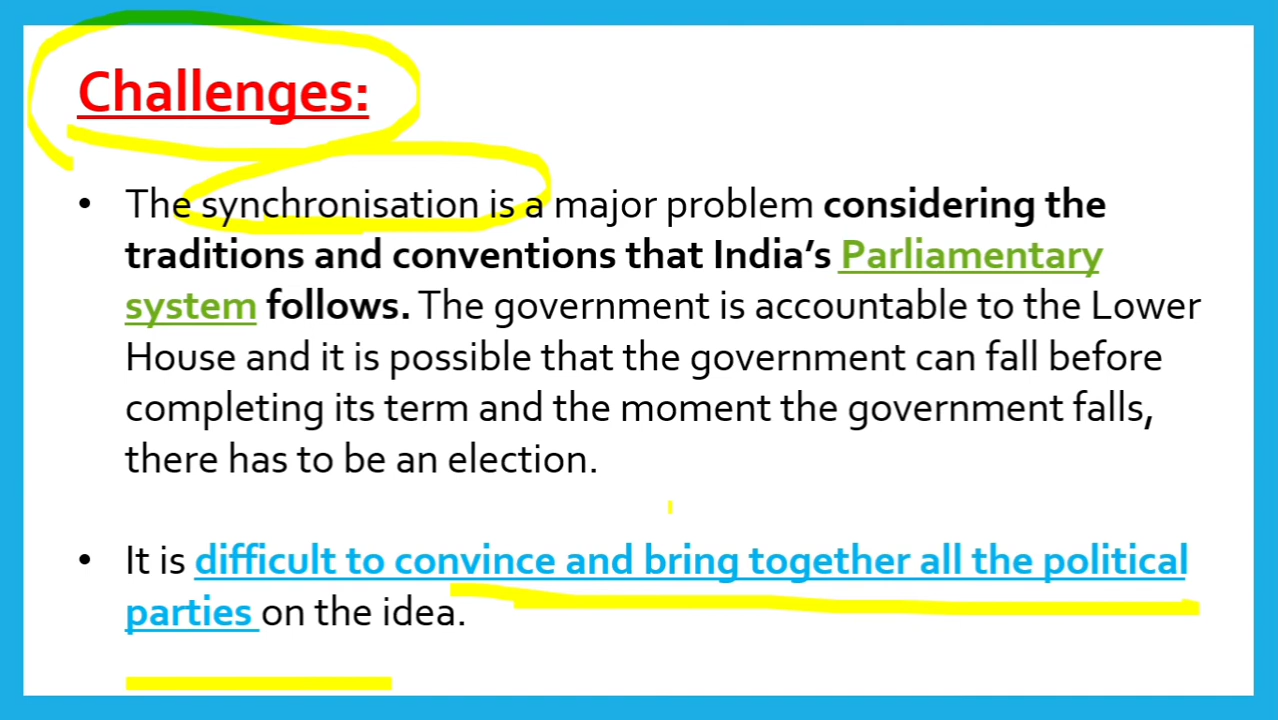 Challenges:
• The synchronisation is a major problem considering the
traditions and conventions that India’s Parliamentary
system follows. The government is accountable to the Lower
House and it is possible that the government can fall before
completing its term and the moment the government falls,
there has to be an election.
• It is difficult to convince and bring together all the political
parties on the idea.